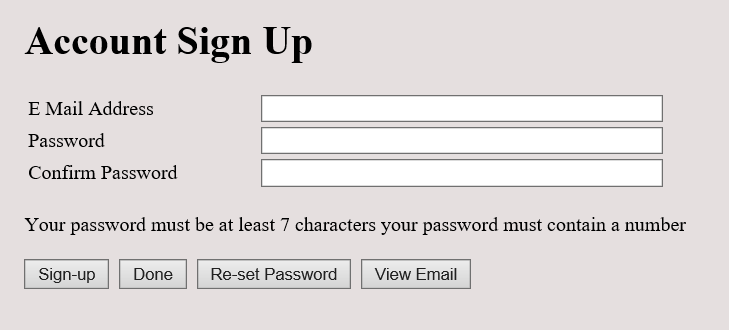 Account Sign Up
E Mail Address
Password
Confirm Password
Your password must be at least 7 characters your password must contain a number
Sign-up Done Re-set Password View Email